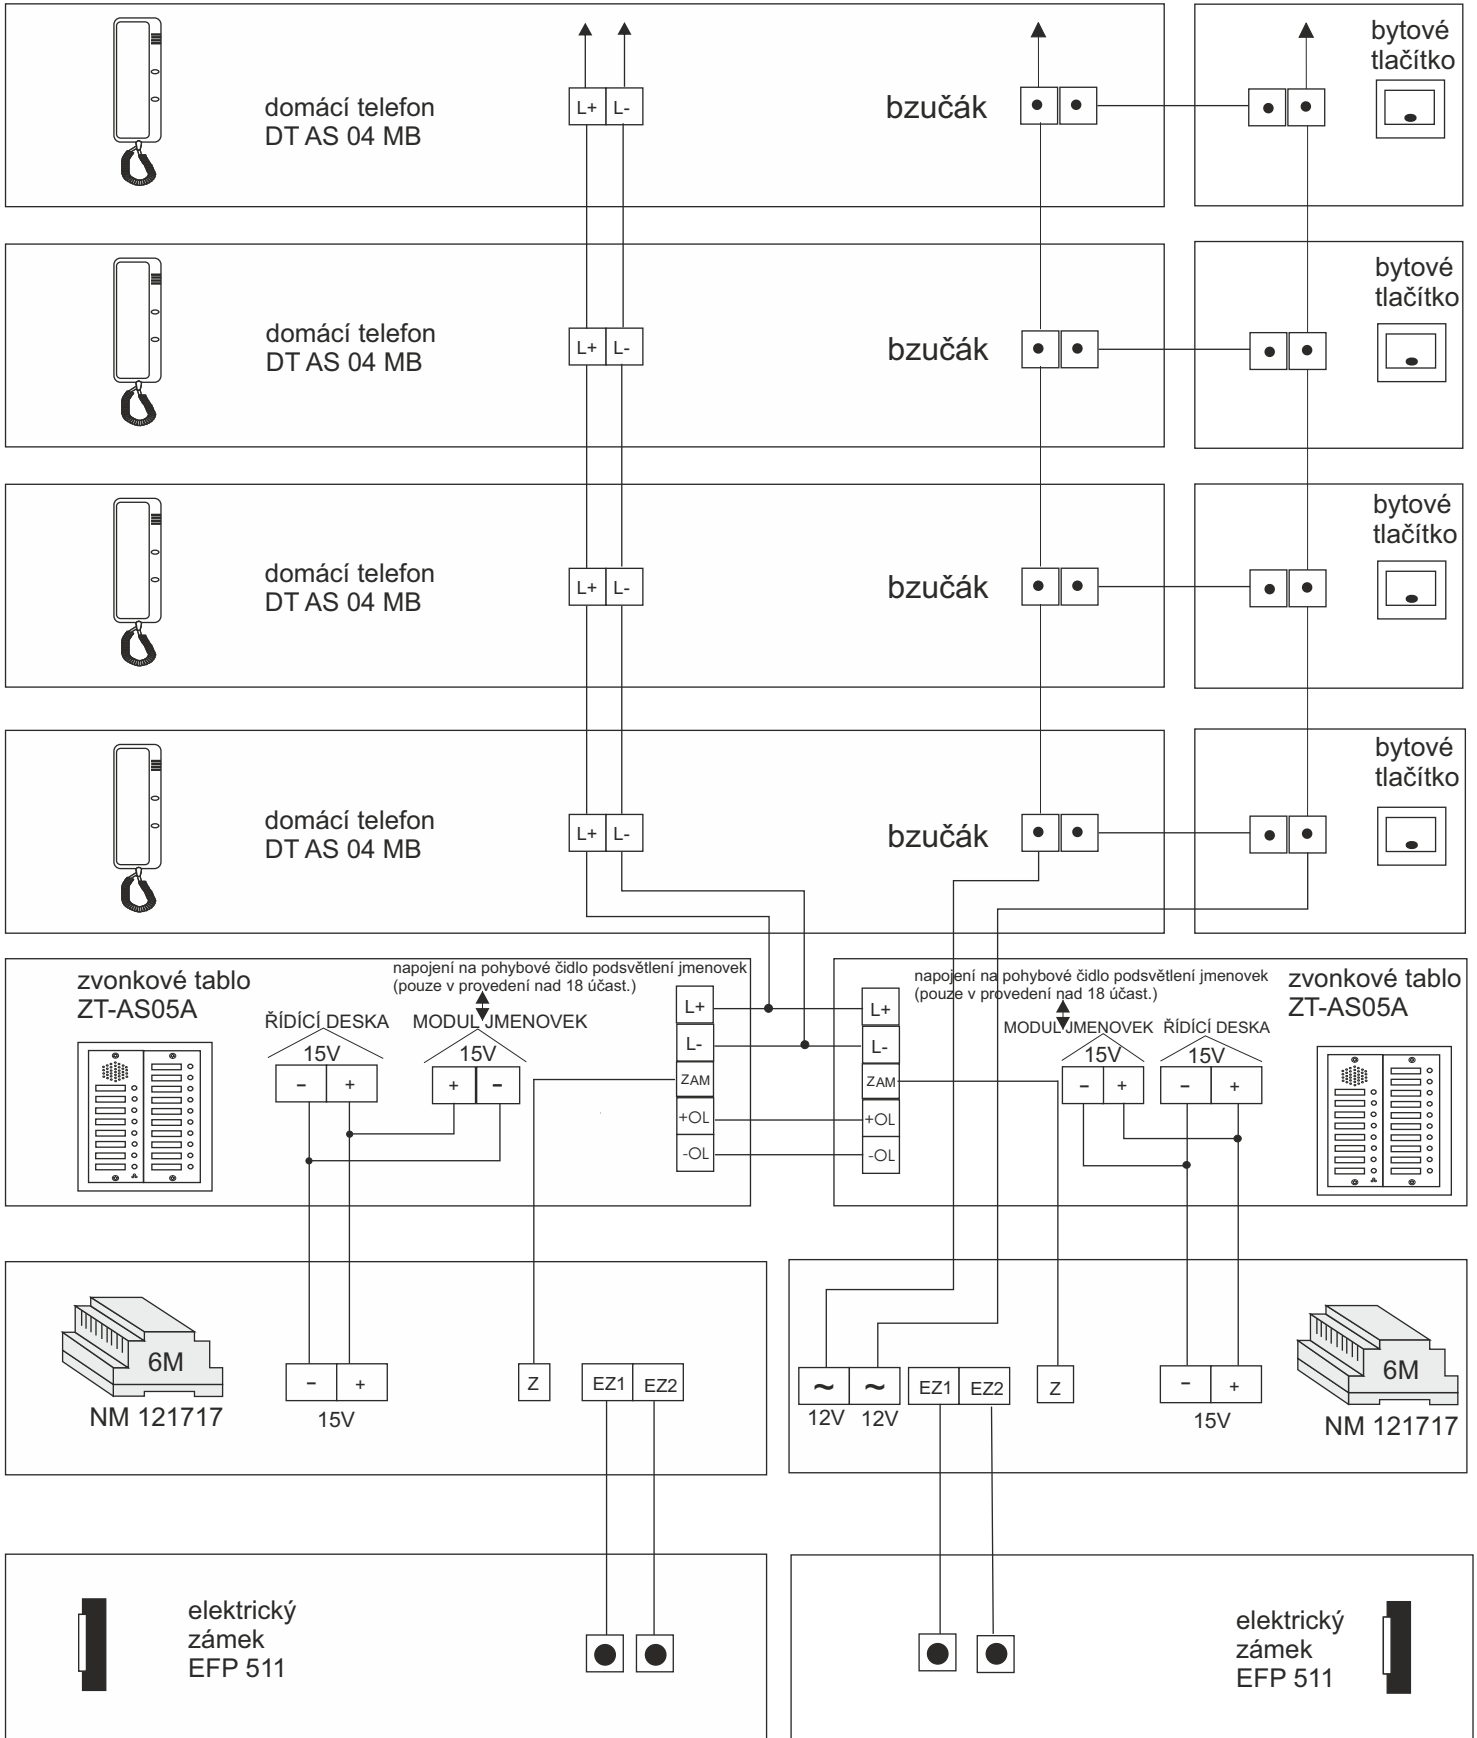 bytové
tlačítko
domácí telefon
DT AS 04 MB
L+ L-
bzučák
bytové
tlačítko
domácí telefon
DT AS 04 MB
L+ L-
bzučák
bytové
tlačítko
domácí telefon
DT AS 04 MB
L+ L-
bzučák
bytové
tlačítko
domácí telefon
DT AS 04 MB
L+ L-
bzučák
zvonkové tablo
ZT-AS05A
napojení na pohybové čidlo podsvětlení jmenovek
(pouze v provedení nad 18 účast.)
ŘÍDÍCÍ DESKA
MODUL JMENOVEK
15V
15V
- +
+ -
L+
L-
ZAM
+OL
-OL
L+
L-
ZAM
+OL
-OL
napojení na pohybové čidlo podsvětlení jmenovek
(pouze v provedení nad 18 účast.)
MODUL JMENOVEK
ŘÍDÍCÍ DESKA
15V
15V
- +
- +
zvonkové tablo
ZT-AS05A
6M
NM 121717
- +
15V
Z
EZ1 EZ2
~ ~
12V 12V
EZ1 EZ2
Z
- +
15V
6M
NM 121717
elektrický
zámek
EFP 511
elektrický
zámek
EFP 511